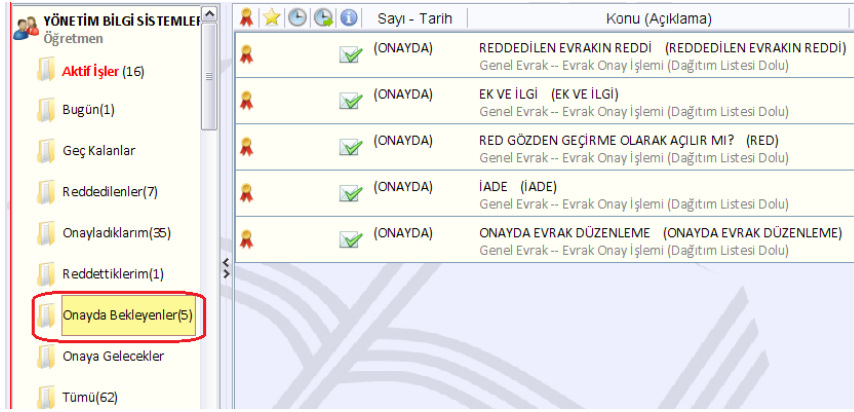 YÖNETİM BİLGİ SİSTEMLE
Öğretmen
Aktif İşler (16)
Bugün(1)
Geç Kalanlar
Reddedilenler(7)
Onayladıklarım(35)
Reddettiklerim(1)
Onayda Bekleyenler(5)
Onaya Gelecekler
Tümü(62)
Sayı - Tarih Konu (Açıklama)
(ONAYDA) REDDEDİLEN EVRAKIN REDDİ (REDDEDİLEN EVRAKIN REDDİ)
Genel Evrak -- Evrak Onay İşlemi (Dağıtım Listesi Dolu)
(ONAYDA) EK VE İLGİ (EK VE İLGİ)
Genel Evrak -- Evrak Onay İşlemi (Dağıtım Listesi Dolu)
(ONAYDA) RED GÖZDEN GEÇİRME OLARAK AÇILIR MI? (RED)
Genel Evrak -- Evrak Onay İşlemi (Dağıtım Listesi Dolu)
(ONAYDA) İADE (İADE)
Genel Evrak -- Evrak Onay İşlemi (Dağıtım Listesi Dolu)
(ONAYDA) ONAYDA EVRAK DÜZENLEME (ONAYDA EVRAK DÜZENLEME)
Genel Evrak -- Evrak Onay İşlemi (Dağıtım Listesi Dolu)